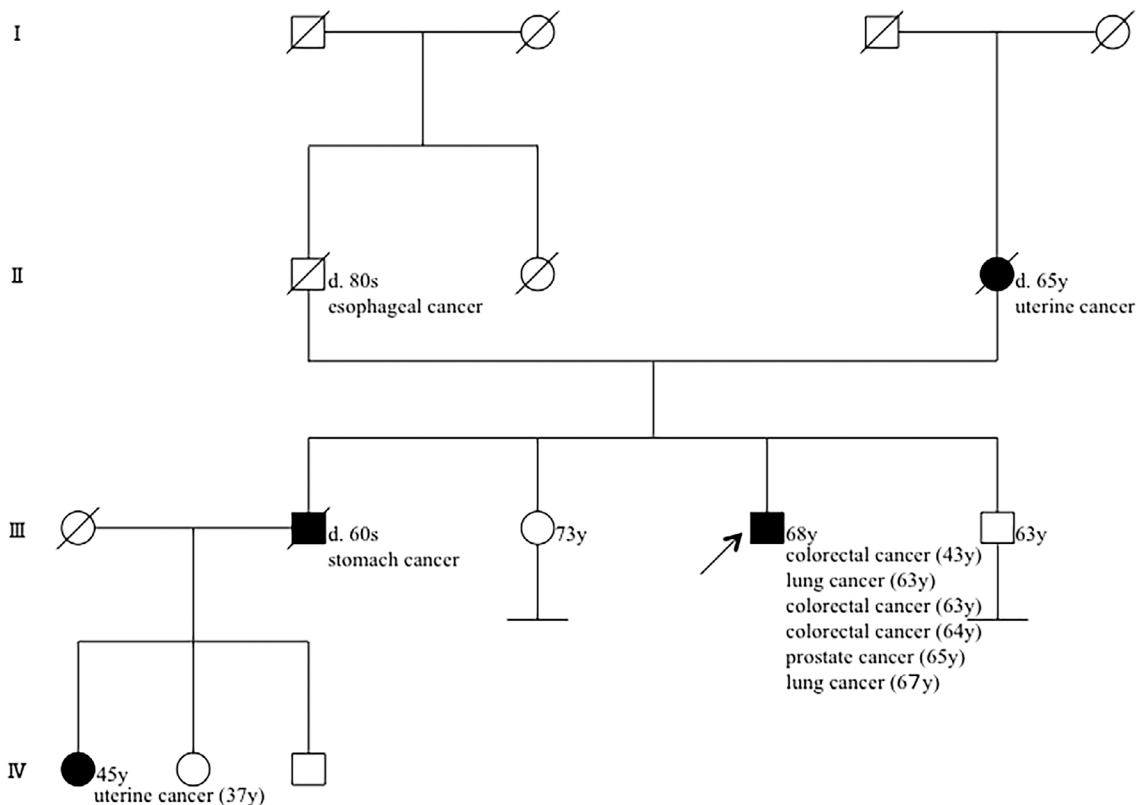 I
II
d. 80s
esophageal cancer
d. 65y
uterine cancer
III
d. 60s
stomach cancer
73y
68y
colorectal cancer (43y)
lung cancer (63y)
colorectal cancer (63y)
colorectal cancer (64y)
prostate cancer (65y)
lung cancer (67y)
63y
IV
45y
uterine cancer (37y)